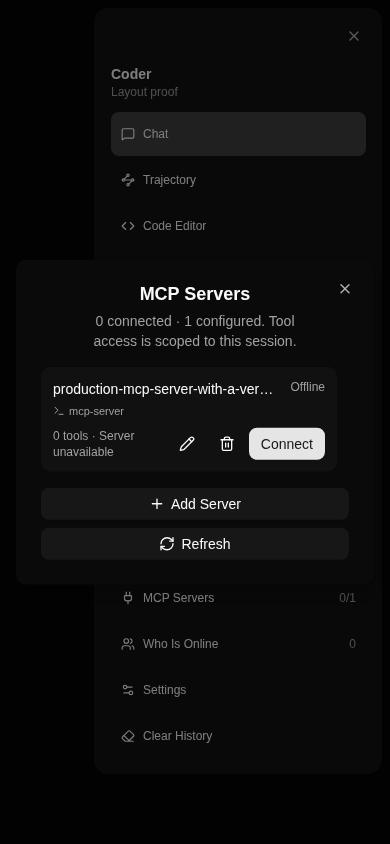 Coder
Layout proof
Chat
Trajectory
Code Editor
MCP Servers
0 connected · 1 configured. Tool
access is scoped to this session.
production-mcp-server-with-a-ver…
Offline
mcp-server
0 tools · Server
unavailable
Connect
Add Server
Refresh
MCP Servers 0/1
Who Is Online 0
Settings
Clear History